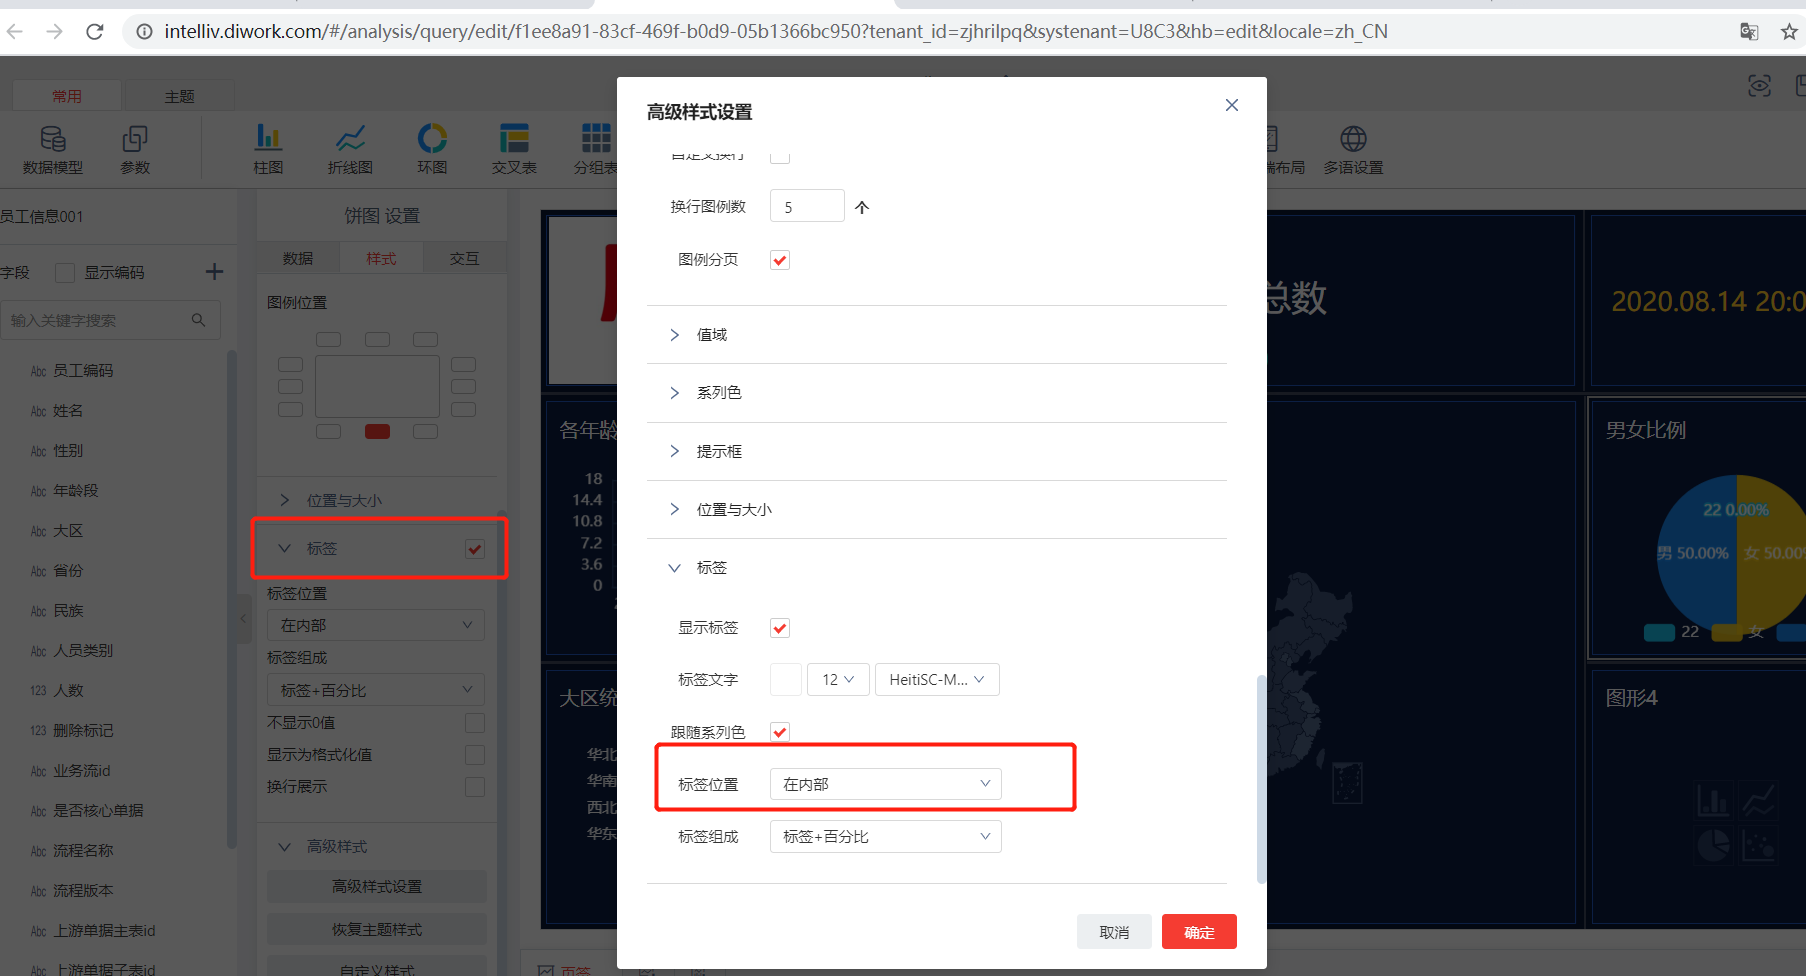 intelliv.diwork.com/#/analysis/query/edit/f1ee8a91-83cf-469f-b0d9-05b1366bc950?tenant_id=zjhrilpq&systenant=U8C3&hb=edit&locale=zh_CN
常用
主题
数据模型
参数
柱图
折线图
环图
交叉表
分组表
端布局
多语设置
员工信息001
字段
显示编码
输入关键字搜索
Abc 员工编码
Abc 姓名
Abc 性别
Abc 年龄段
Abc 大区
Abc 省份
Abc 民族
Abc 人员类别
123 人数
123 删除标记
Abc 业务流id
Abc 是否核心单据
Abc 流程名称
Abc 流程版本
Abc 上游单据主表id
Abc 上游单据子表id
饼图 设置
数据
样式
交互
图例位置
位置与大小
标签
标签位置
在内部
标签组成
标签+百分比
不显示0值
显示为格式化值
换行展示
高级样式
高级样式设置
恢复主题样式
自定义样式
高级样式设置
自定义换行
换行图例数
5
个
图例分页
值域
系列色
提示框
位置与大小
标签
显示标签
标签文字
12
HeitiSC-M...
跟随系列色
标签位置
在内部
标签组成
标签+百分比
取消
确定
总数
2020.08.14 20:0
各年龄
18
14.4
10.8
7.2
3.6
0
大区统
华北
华南
西北
华东
男女比例
22 0.00%
男 50.00%
女 50.00
22
女
图形4
页签